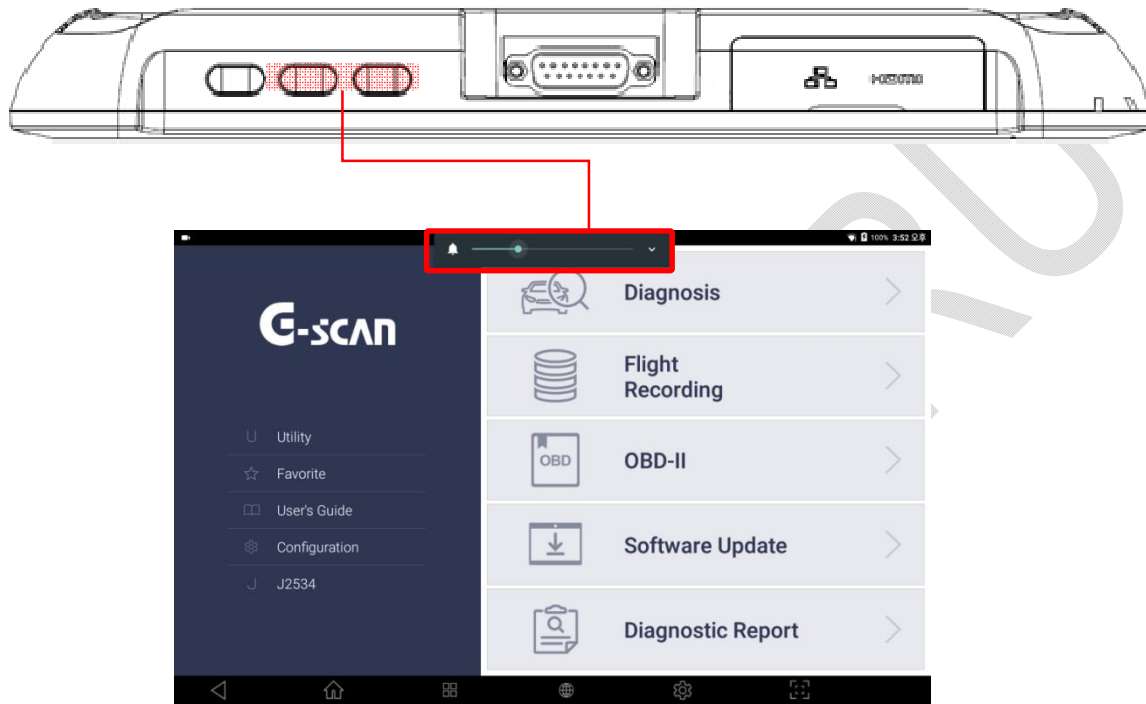 HDMI
100% 3:52 오후
G-scan
Diagnosis
Flight
Recording
OBD
OBD-II
Software Update
Diagnostic Report
U Utility
Favorite
User's Guide
Configuration
J J2534